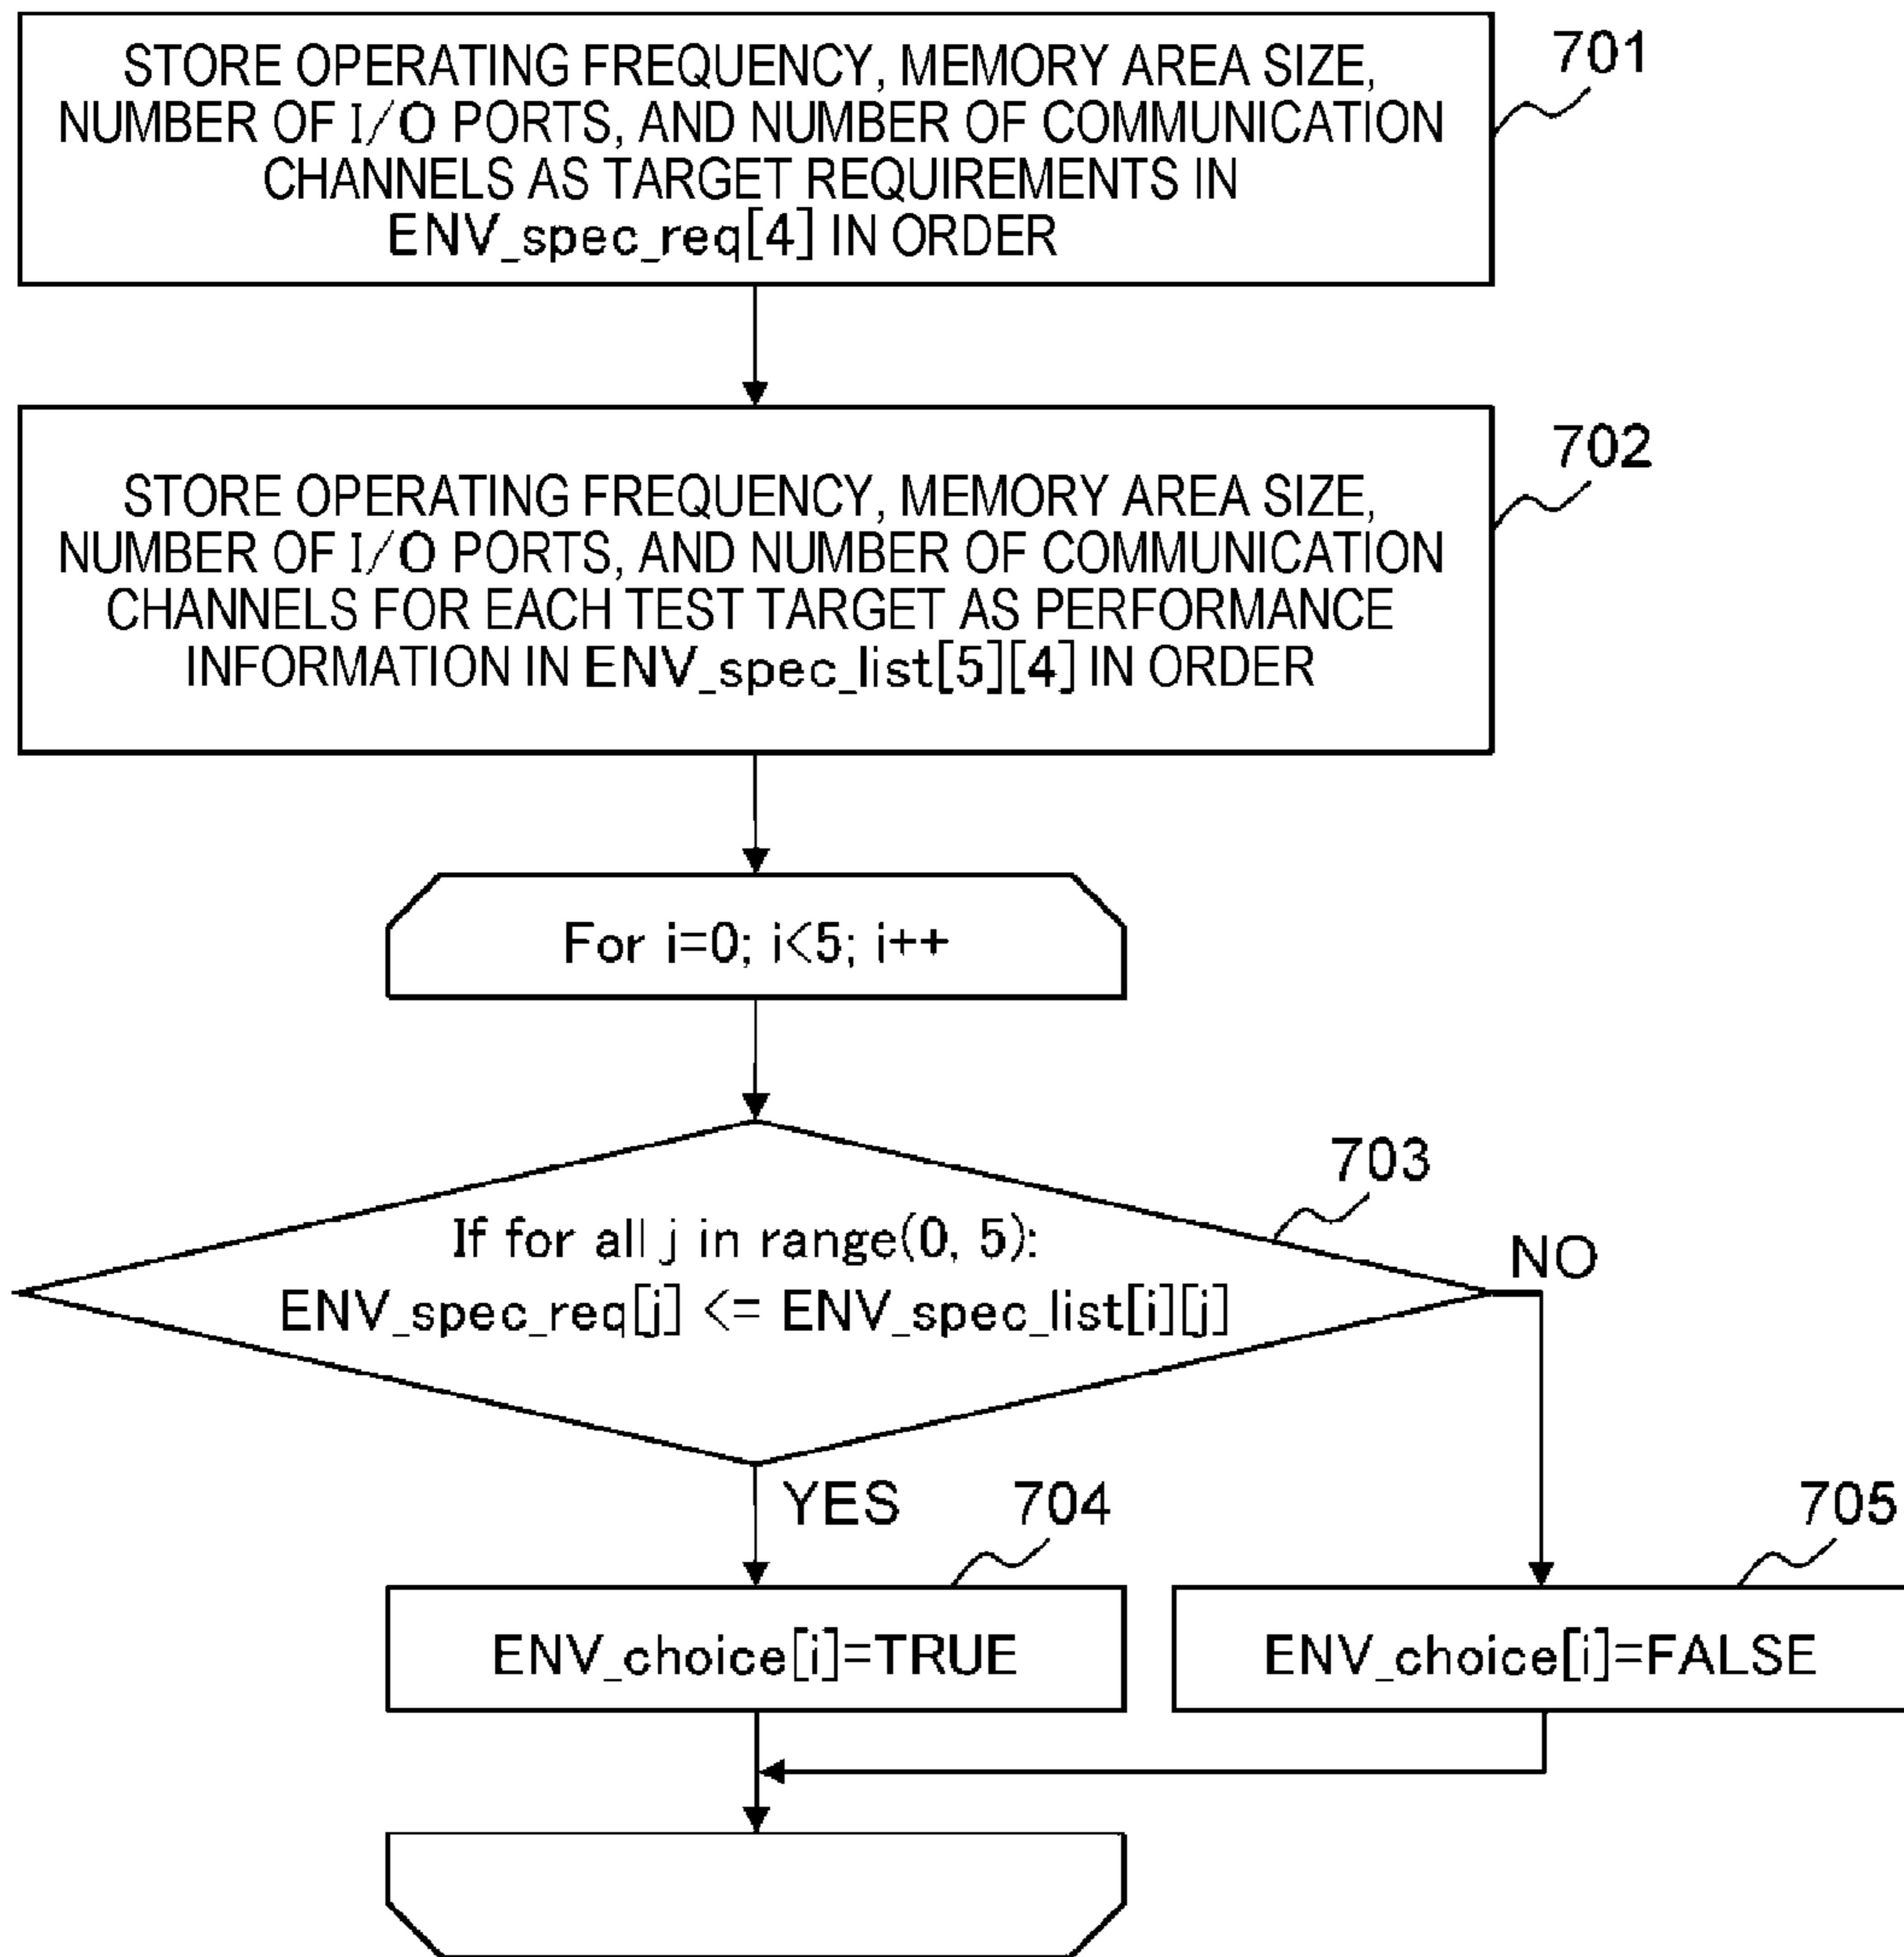 STORE OPERATING FREQUENCY, MEMORY AREA SIZE,
NUMBER OF I/O PORTS, AND NUMBER OF COMMUNICATION
CHANNELS AS TARGET REQUIREMENTS IN
ENV_spec_req[4] IN ORDER
701
STORE OPERATING FREQUENCY, MEMORY AREA SIZE,
NUMBER OF I/O PORTS, AND NUMBER OF COMMUNICATION
CHANNELS FOR EACH TEST TARGET AS PERFORMANCE
INFORMATION IN ENV_spec_list[5][4] IN ORDER
702
For i=0; i<5; i++
703
If for all j in range(0, 5):
ENV_spec_req[j] <= ENV_spec_list[i][j]
NO
YES
704
705
ENV_choice[i]=TRUE
ENV_choice[i]=FALSE